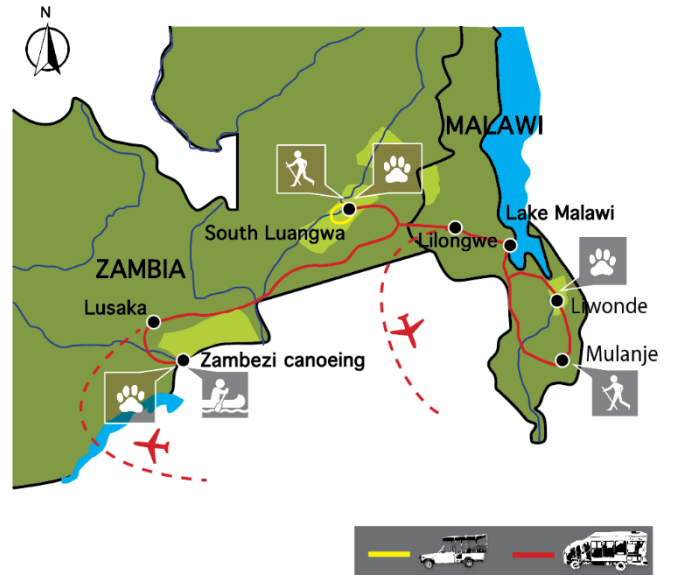 N
MALAWI
Lake Malawi
South Luangwa
Lilongwe
ZAMBIA
Liwonde
Lusaka
Zambezi canoeing
Mulanje